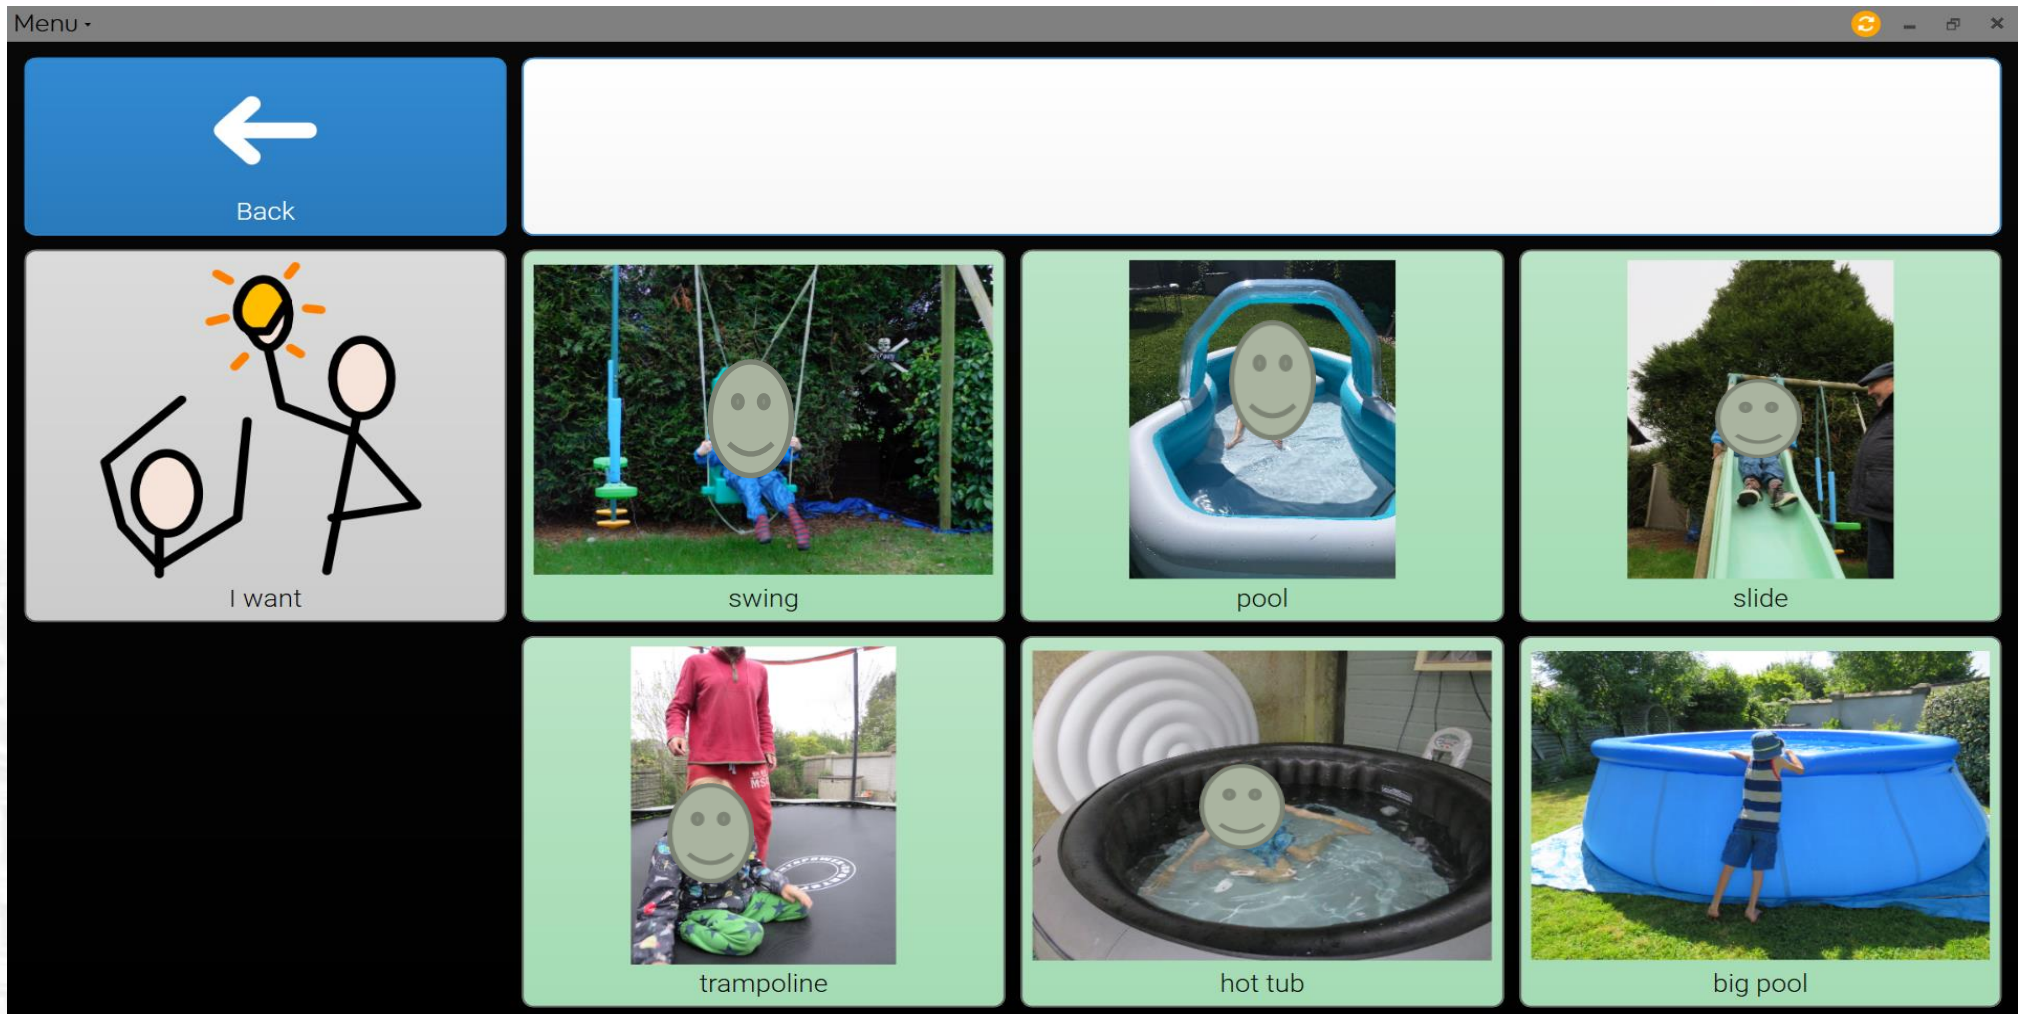 Menu
Back
I want
swing
pool
slide
trampoline
hot tub
big pool